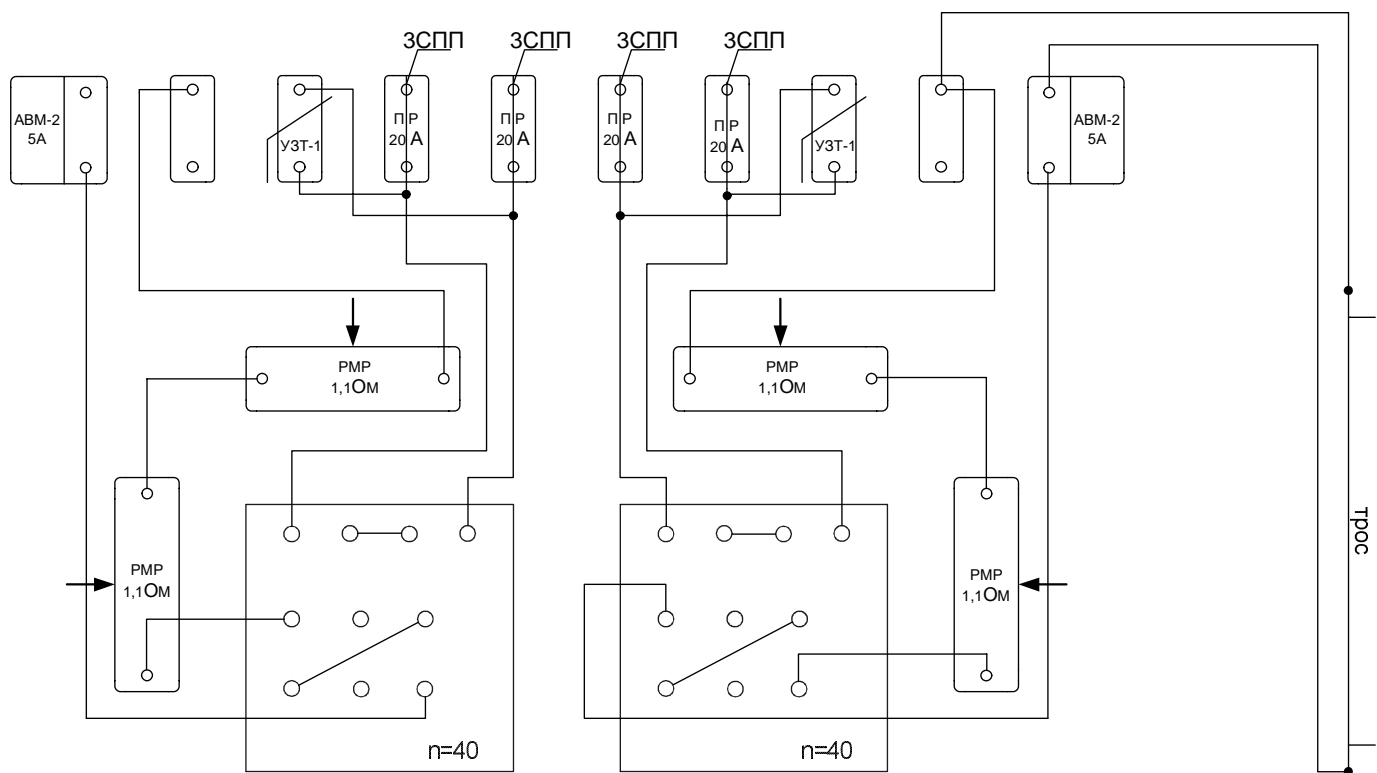 ЗСПП
ЗСПП
ЗСПП
ЗСПП
АВМ-2
5А
УЗТ-1
ПР
20 А
ПР
20 А
ПР
20 А
ПР
20 А
УЗТ-1
АВМ-2
5А
РМР
1,1Ом
РМР
1,1Ом
РМР
1,1Ом
РМР
1,1Ом
трос
n=40
n=40